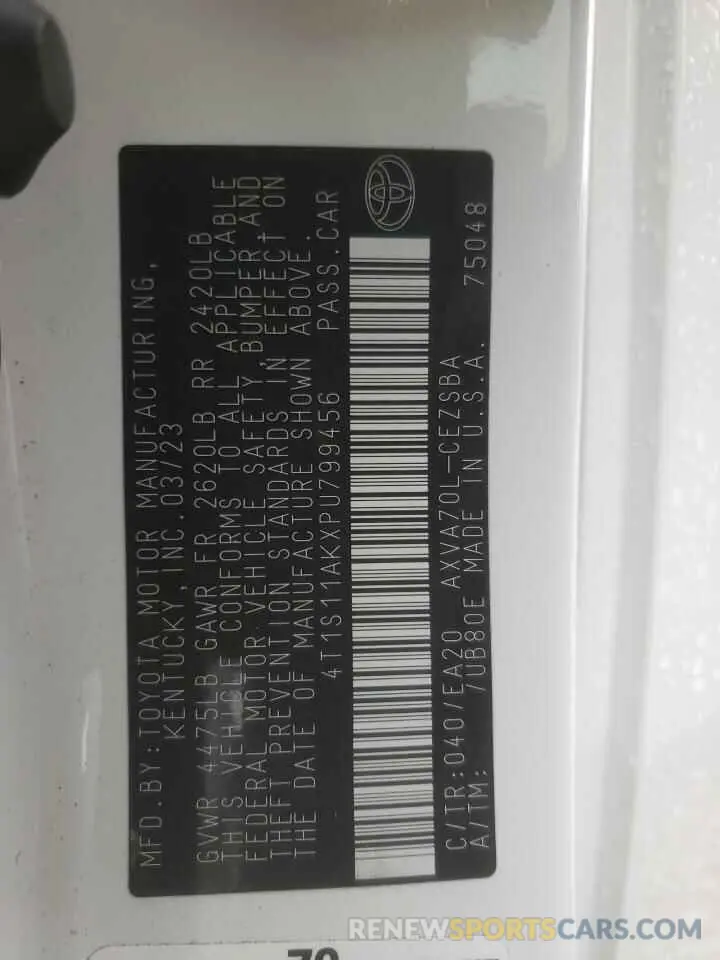 MFD.BY:TOYOTA MOTOR MANUFACTURING,
KENTUCKY,INC.03/23
GVWR 4475LB GAWR FR 2620LB RR 2420LB
THIS VEHICLE CONFORMS TO ALL APPLICABLE
FEDERAL MOTOR VEHICLE SAFETY, BUMPER,AND
THEFT PREVENTION STANDARDS IN EFFECT ON
THE DATE OF MANUFACTURE SHOWN ABOVE.
4T1S11AKXPU799456 PASS.CAR
C/TR:040/EA20 AXVA70L-CEZSBA
A/TM: 7UB80E MADE IN U.S.A. 75048
RENEWSPORTSCARS.COM